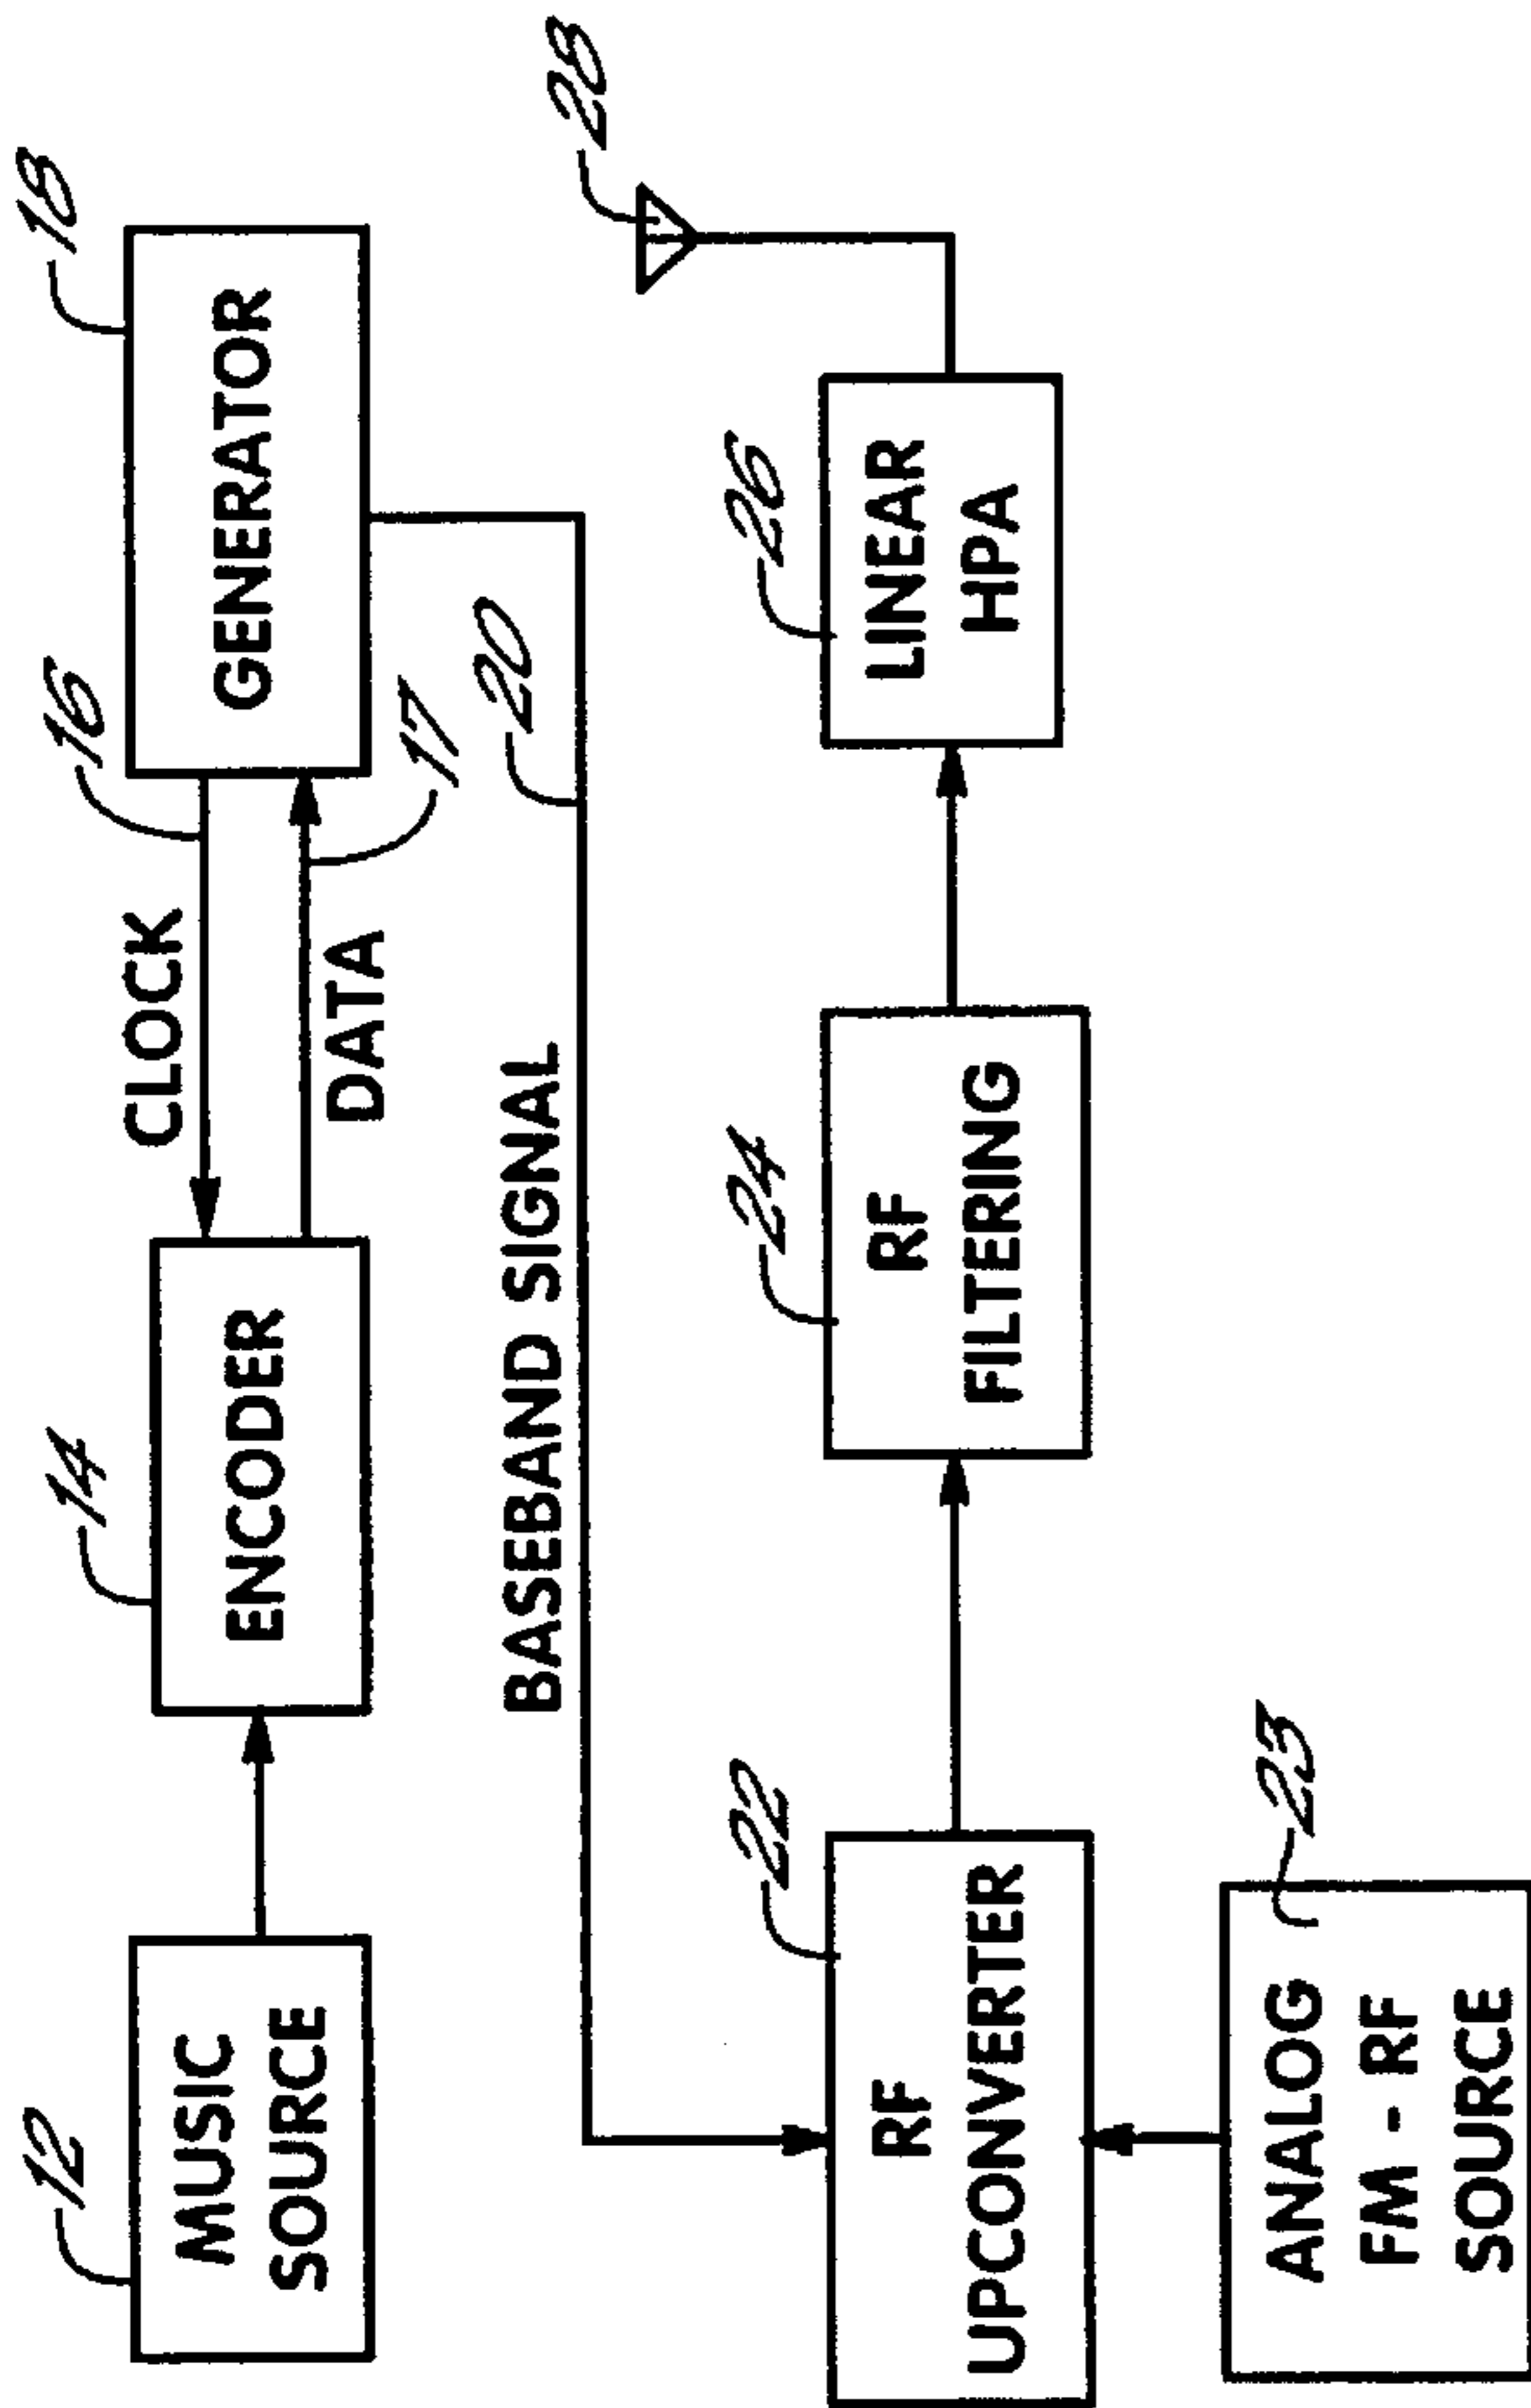 12
MUSIC
SOURCE
14
ENCODER
CLOCK
16
DATA
17
18
GENERATOR
BASEBAND SIGNAL
20
22
RF
UPCONVERTER
24
RF
FILTERING
26
LINEAR
HPA
28
23
ANALOG
FM - RF
SOURCE